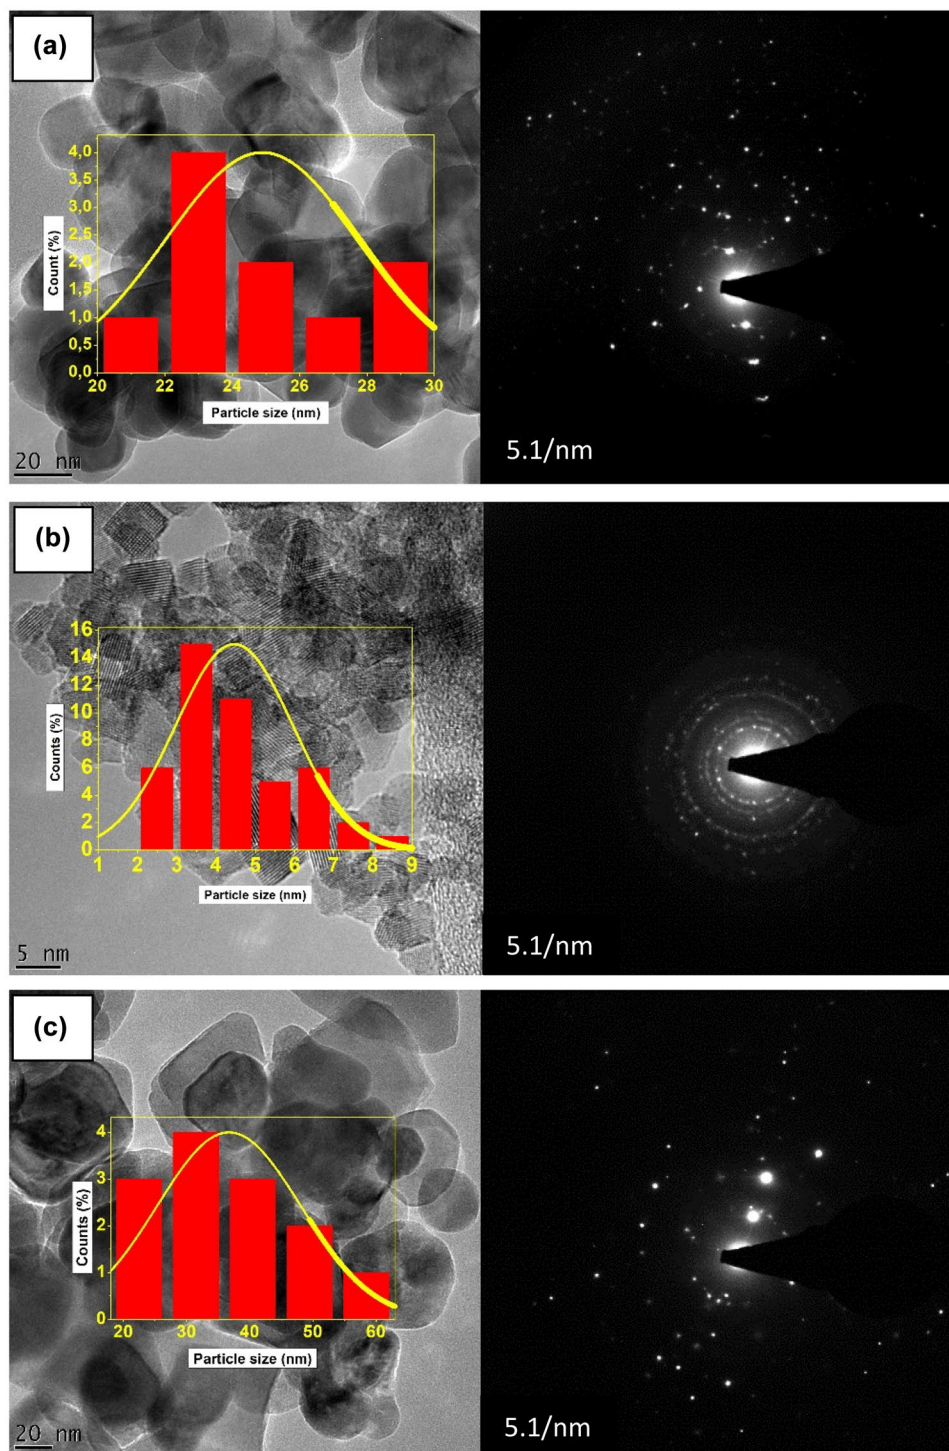 (a)
Count (%)
4,0
3,5
3,0
2,5
2,0
1,5
1,0
0,5
0,0
20 22 24 26 28 30
Particle size (nm)
20 nm
5.1/nm
(b)
Counts (%)
16
14
12
10
8
6
4
2
0
1 2 3 4 5 6 7 8 9
Particle size (nm)
5 nm
5.1/nm
(c)
Counts (%)
4
3
2
1
0
20 30 40 50 60
Particle size (nm)
20 nm
5.1/nm